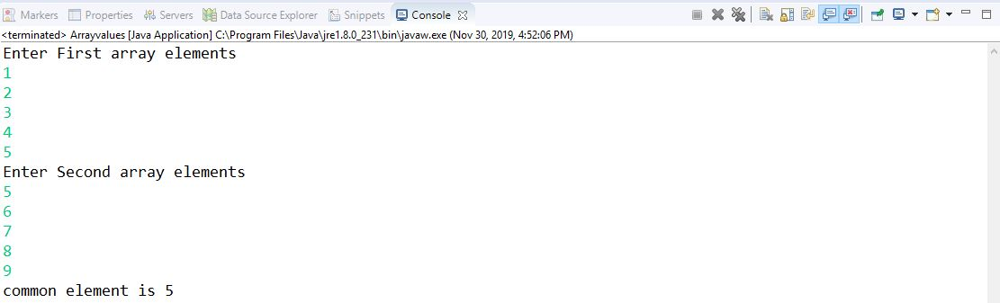 Markers Properties Servers Data Source Explorer Snippets Console
<terminated> Arrayvalues [Java Application] C:\Program Files\Java\jre1.8.0_231\bin\javaw.exe (Nov 30, 2019, 4:52:06 PM)
Enter First array elements
1
2
3
4
5
Enter Second array elements
5
6
7
8
9
common element is 5